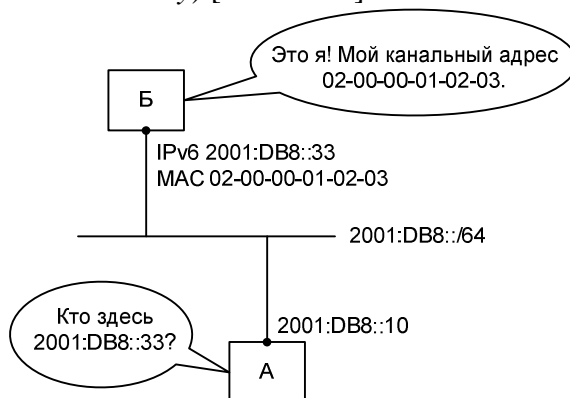 Это я! Мой канальный адрес
02-00-00-01-02-03.
Б
IPv6 2001:DB8::33
MAC 02-00-00-01-02-03
2001:DB8::/64
Кто здесь
2001:DB8::33?
2001:DB8::10
А